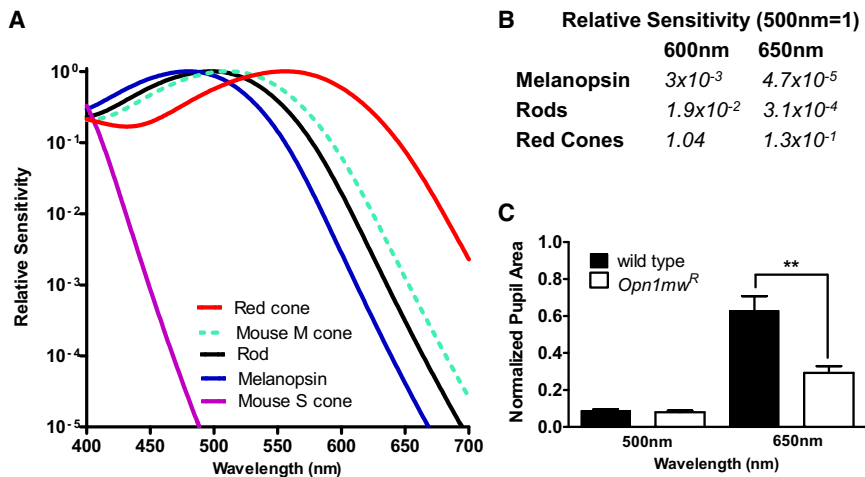 A
Relative Sensitivity
10^0
10^-1
10^-2
10^-3
10^-4
10^-5
400 450 500 550 600 650 700
Wavelength (nm)
Red cone
Mouse M cone
Rod
Melanopsin
Mouse S cone
B Relative Sensitivity (500nm=1)
600nm 650nm
Melanopsin 3x10^-3 4.7x10^-5
Rods 1.9x10^-2 3.1x10^-4
Red Cones 1.04 1.3x10^-1
C
Normalized Pupil Area
1.0
0.8
0.6
0.4
0.2
0.0
wild type
Opn1mw^R
**
500nm 650nm
Wavelength (nm)